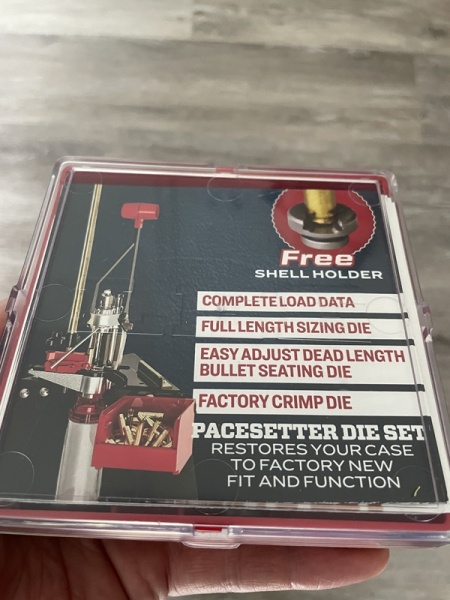 Free
SHELL HOLDER
COMPLETE LOAD DATA
FULL LENGTH SIZING DIE
EASY ADJUST DEAD LENGTH
BULLET SEATING DIE
FACTORY CRIMP DIE
PACESETTER DIE SET
RESTORES YOUR CASE
TO FACTORY NEW
FIT AND FUNCTION